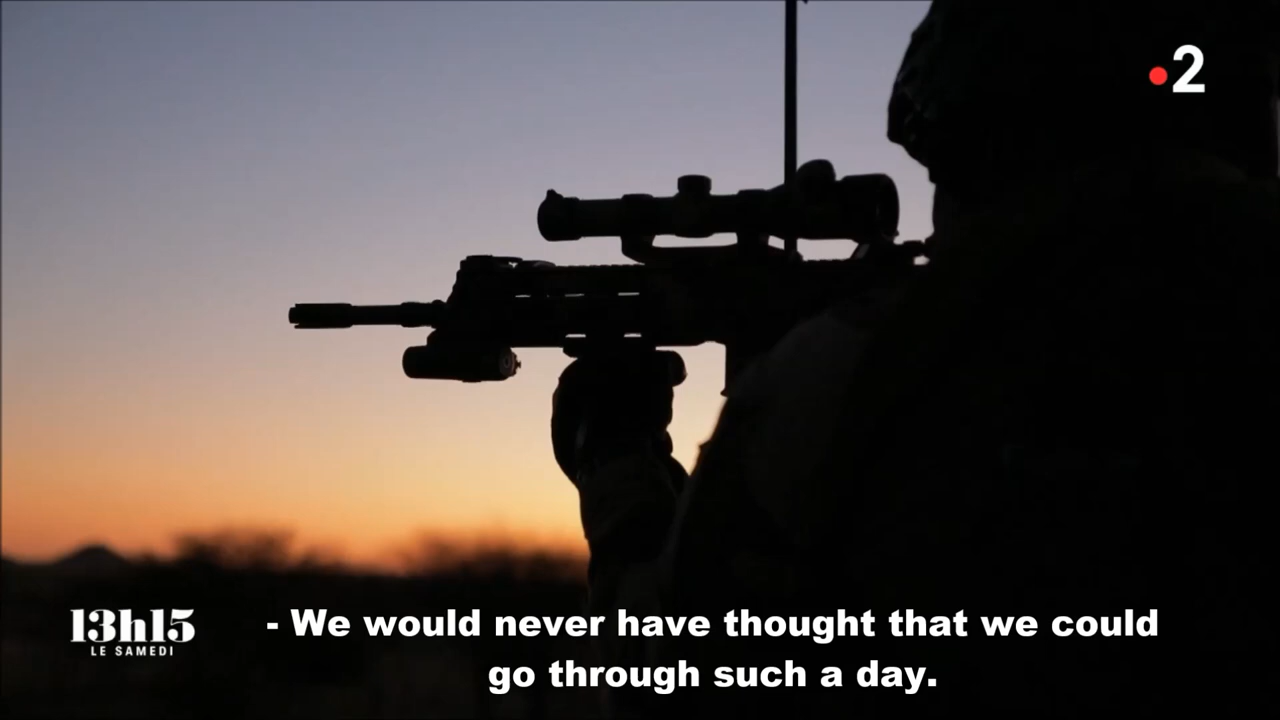 2
13h15
LE SAMEDI
- We would never have thought that we could
go through such a day.